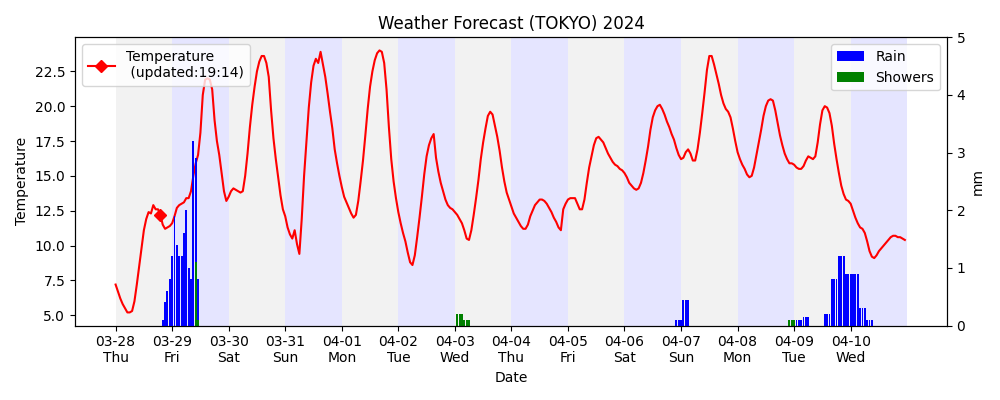 Weather Forecast (TOKYO) 2024
Temperature
(updated:19:14)
Rain
Showers
Temperature
22.5
20.0
17.5
15.0
12.5
10.0
7.5
5.0
5
4
3
2
1
0
mm
03-28 03-29 03-30 03-31 04-01 04-02 04-03 04-04 04-05 04-06 04-07 04-08 04-09 04-10
Thu Fri Sat Sun Mon Tue Wed Thu Fri Sat Sun Mon Tue Wed
Date